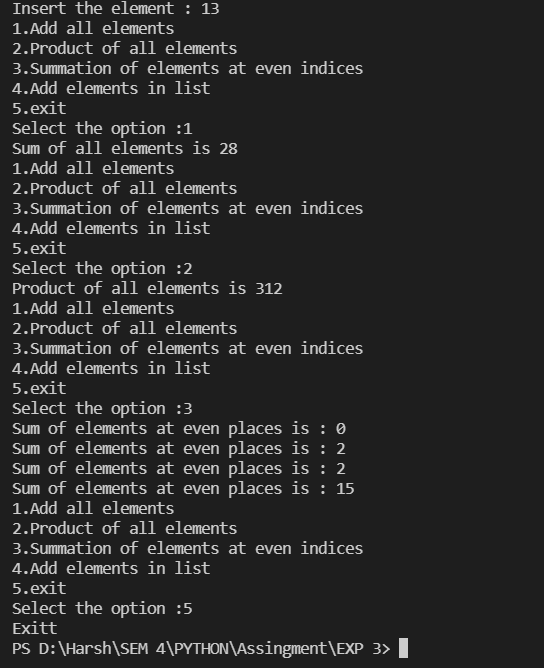 Insert the element : 13
1.Add all elements
2.Product of all elements
3.Summation of elements at even indices
4.Add elements in list
5.exit
Select the option :1
Sum of all elements is 28
1.Add all elements
2.Product of all elements
3.Summation of elements at even indices
4.Add elements in list
5.exit
Select the option :2
Product of all elements is 312
1.Add all elements
2.Product of all elements
3.Summation of elements at even indices
4.Add elements in list
5.exit
Select the option :3
Sum of elements at even places is : 0
Sum of elements at even places is : 2
Sum of elements at even places is : 2
Sum of elements at even places is : 15
1.Add all elements
2.Product of all elements
3.Summation of elements at even indices
4.Add elements in list
5.exit
Select the option :5
Exitt
PS D:\Harsh\SEM 4\PYTHON\Assingment\EXP 3>